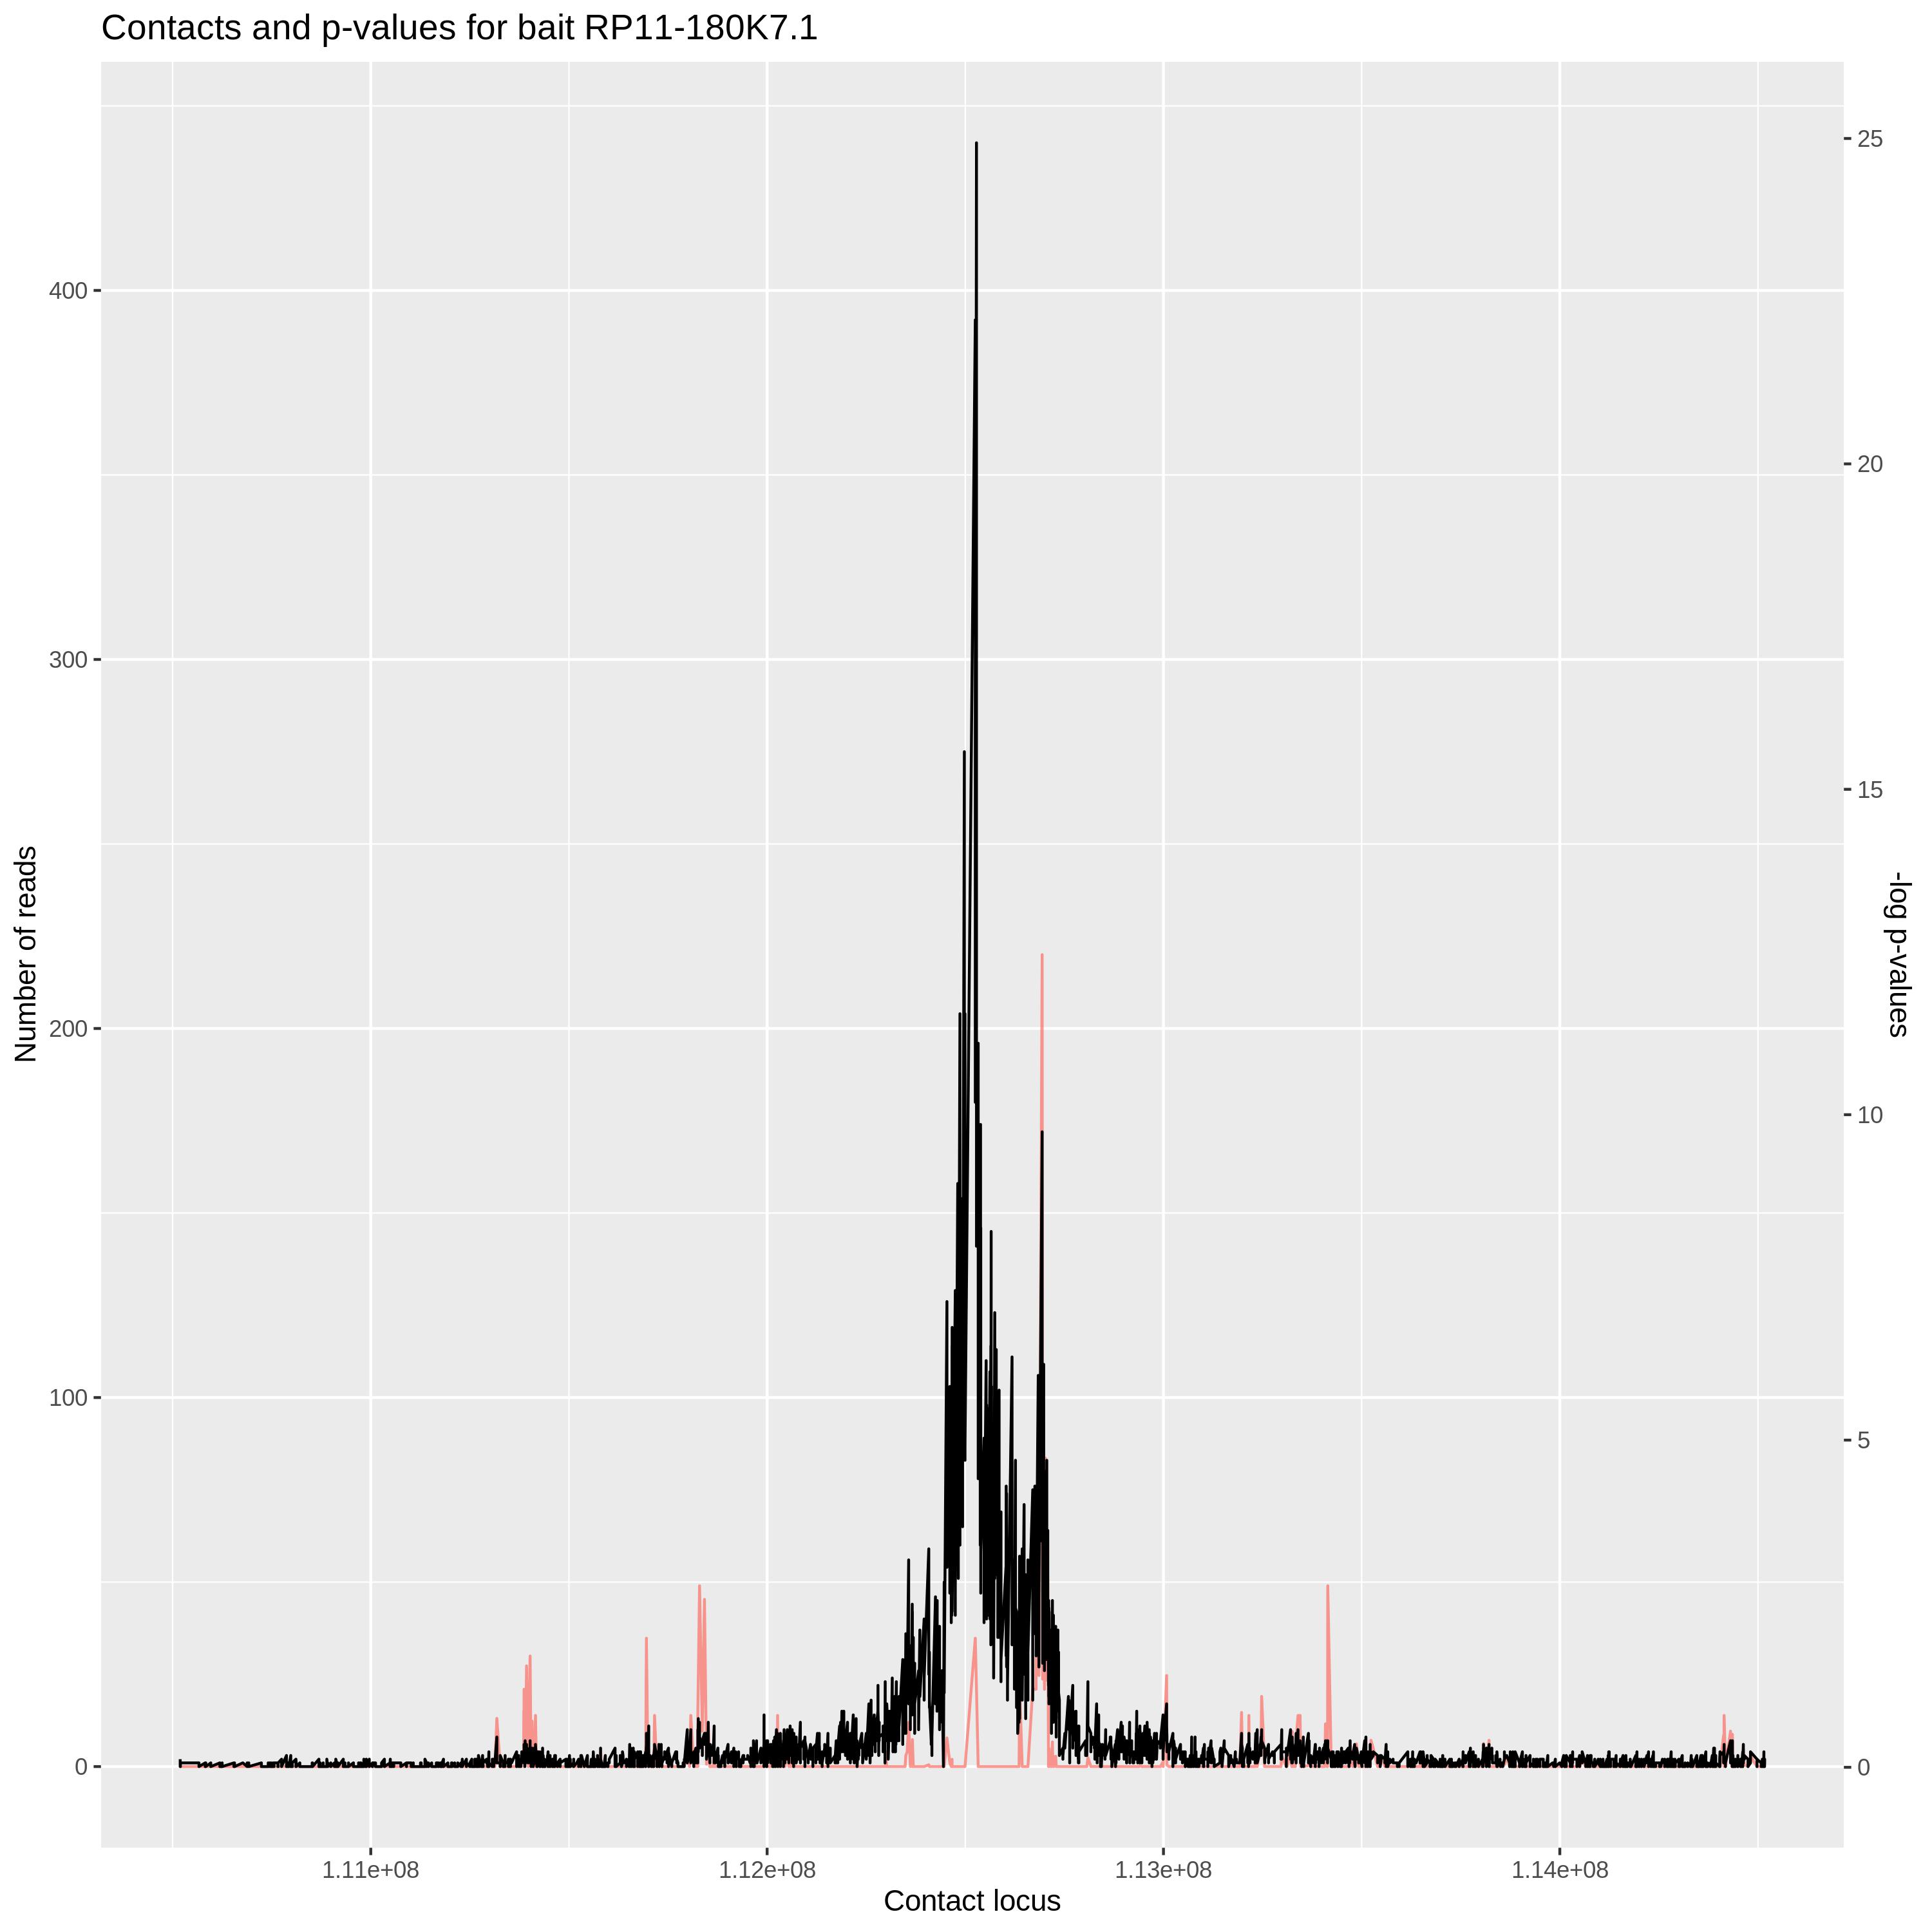 Contacts and p-values for bait RP11-180K7.1
Number of reads
400
300
200
100
0
25
20
15
10
5
0
-log p-values
1.11e+08 1.12e+08 1.13e+08 1.14e+08
Contact locus